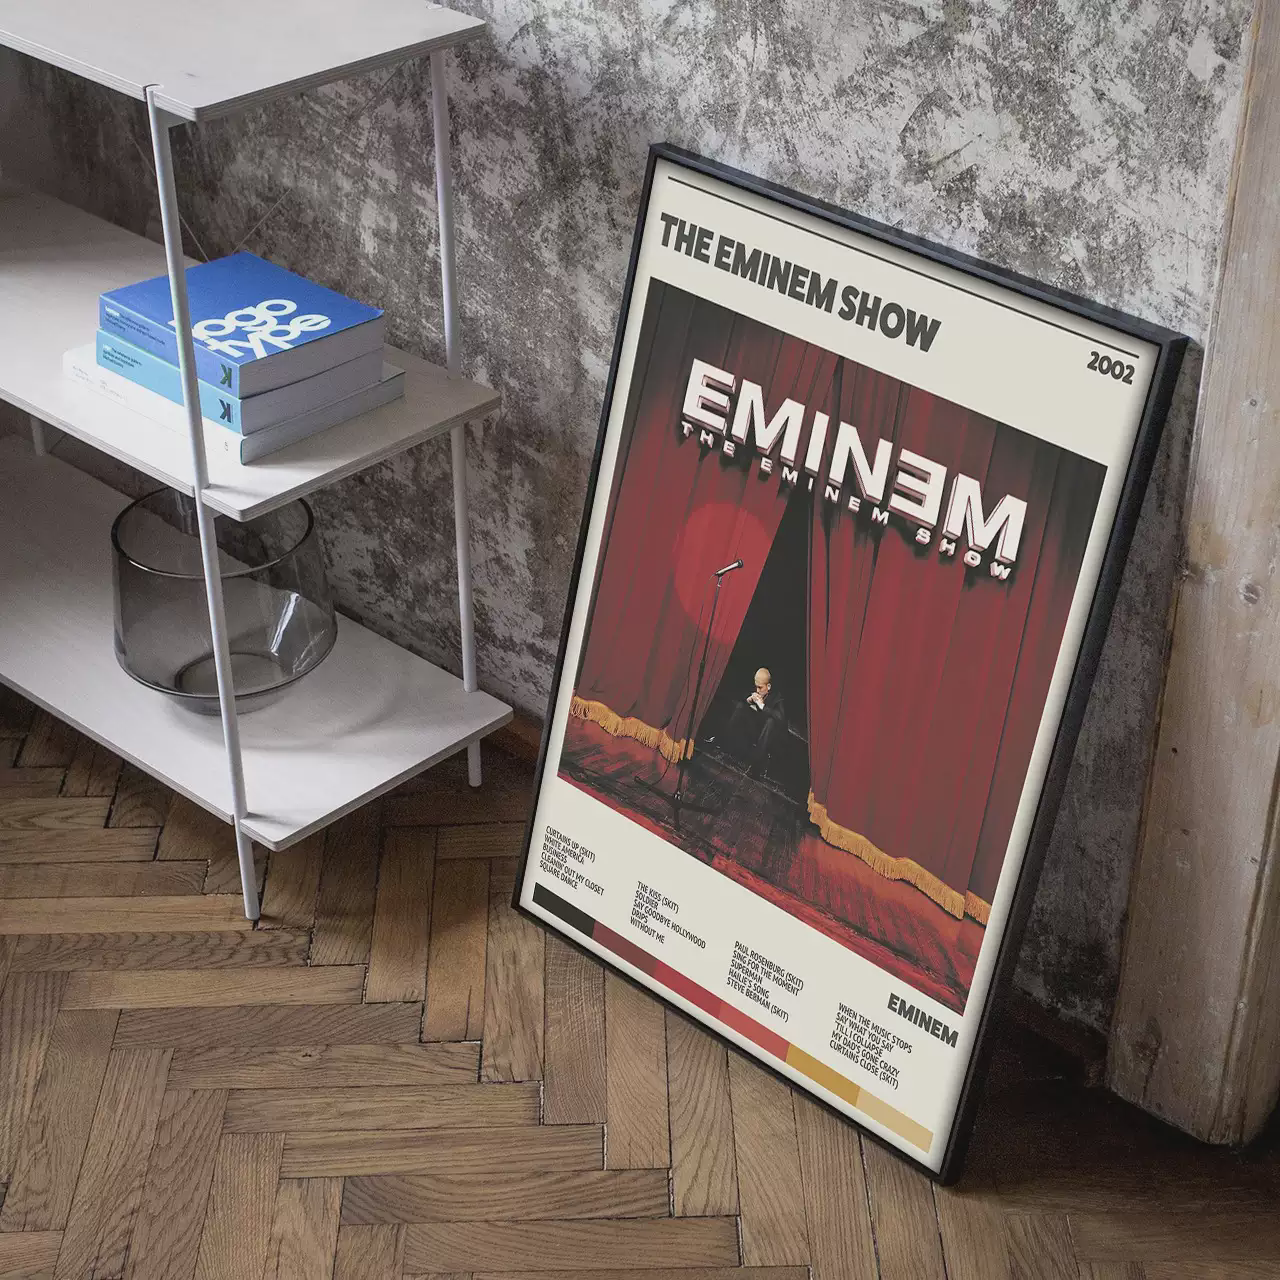 THE EMINEM SHOW
2002
EMINƎM
THE EMINEM SHOW
CURTAINS UP (SKIT)
WHITE AMERICA
BUSINESS
CLEANIN' OUT MY CLOSET
SQUARE DANCE
THE KISS (SKIT)
SOLDIER
SAY GOODBYE HOLLYWOOD
DRIPS
WITHOUT ME
PAUL ROSENBURG (SKIT)
SING FOR THE MOMENT
SUPERMAN
HAILIE'S SONG
STEVE BERMAN (SKIT)
WHEN THE MUSIC STOPS
SAY WHAT YOU SAY
'TILL I COLLAPSE
MY DAD'S GONE CRAZY
CURTAINS CLOSE (SKIT)
EMINEM
logo
type
K
K